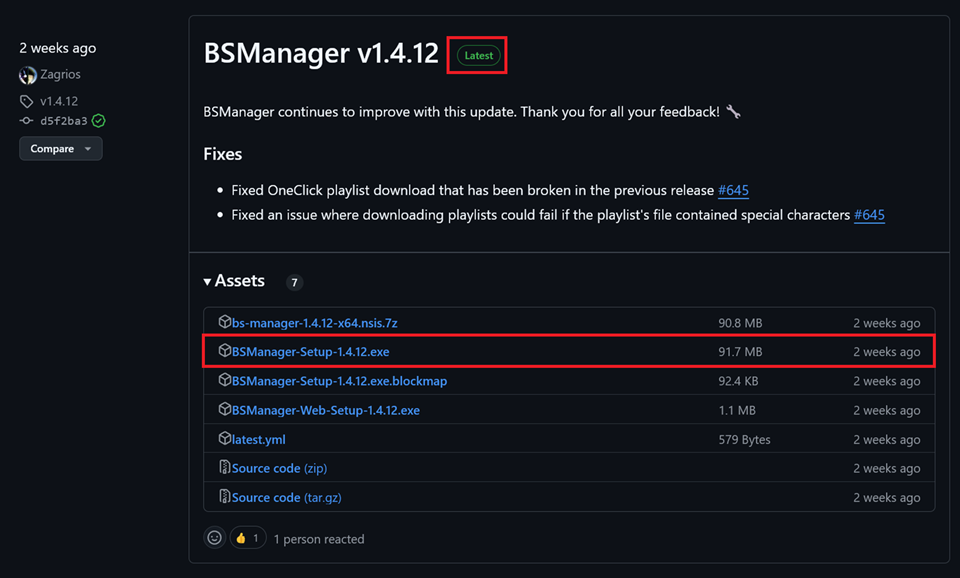 2 weeks ago
Zagrios
v1.4.12
d5f2ba3
Compare
BSManager v1.4.12 Latest
BSManager continues to improve with this update. Thank you for all your feedback! 🔧
Fixes
• Fixed OneClick playlist download that has been broken in the previous release #645
• Fixed an issue where downloading playlists could fail if the playlist's file contained special characters #645
Assets 7
bs-manager-1.4.12-x64.nsis.7z 90.8 MB 2 weeks ago
BSManager-Setup-1.4.12.exe 91.7 MB 2 weeks ago
BSManager-Setup-1.4.12.exe.blockmap 92.4 KB 2 weeks ago
BSManager-Web-Setup-1.4.12.exe 1.1 MB 2 weeks ago
latest.yml 579 Bytes 2 weeks ago
Source code (zip) 2 weeks ago
Source code (tar.gz) 2 weeks ago
👍 1 1 person reacted